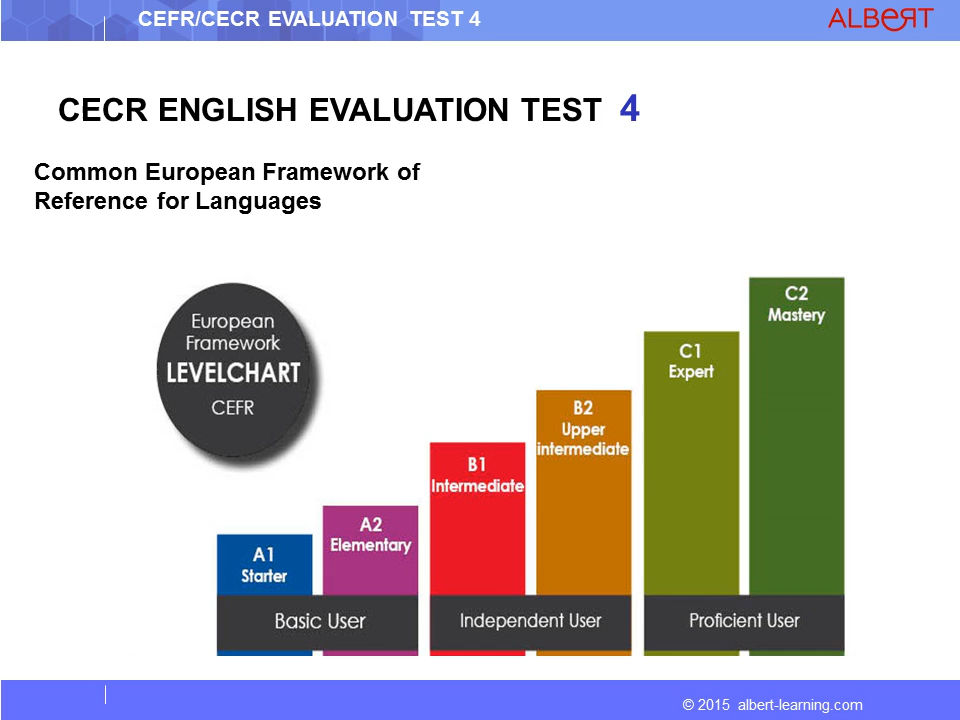 CEFR/CECR EVALUATION TEST 4
ALBERT
CECR ENGLISH EVALUATION TEST 4
Common European Framework of
Reference for Languages
European
Framework
LEVELCHART
CEFR
A1
Starter
A2
Elementary
B1
Intermediate
B2
Upper
intermediate
C1
Expert
C2
Mastery
Basic User
Independent User
Proficient User
© 2015 albert-learning.com